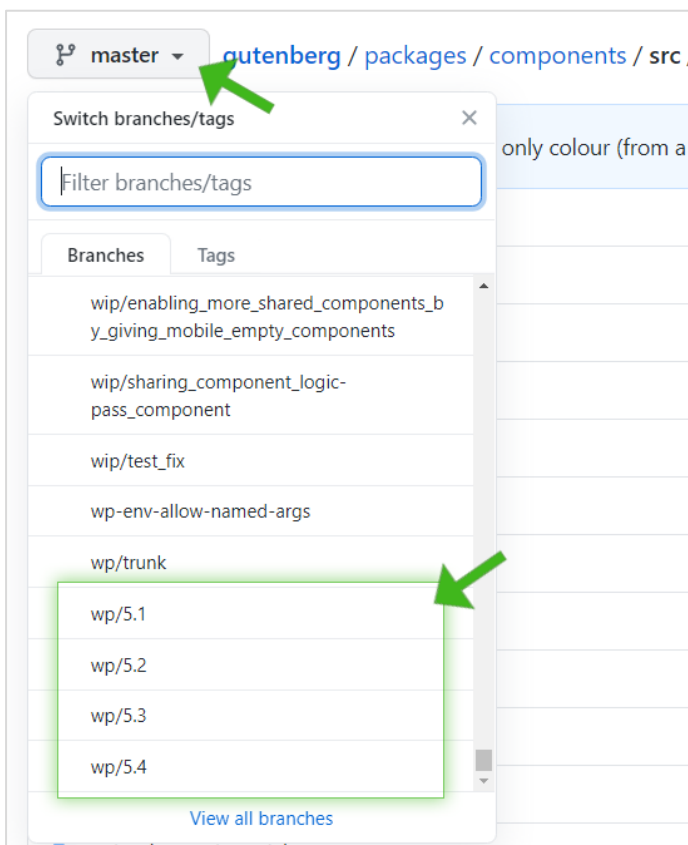 master
gutenberg / packages / components / src /
Switch branches/tags
only colour (from a
Filter branches/tags
Branches Tags
wip/enabling_more_shared_components_b
y_giving_mobile_empty_components
wip/sharing_component_logic-
pass_component
wip/test_fix
wp-env-allow-named-args
wp/trunk
wp/5.1
wp/5.2
wp/5.3
wp/5.4
View all branches